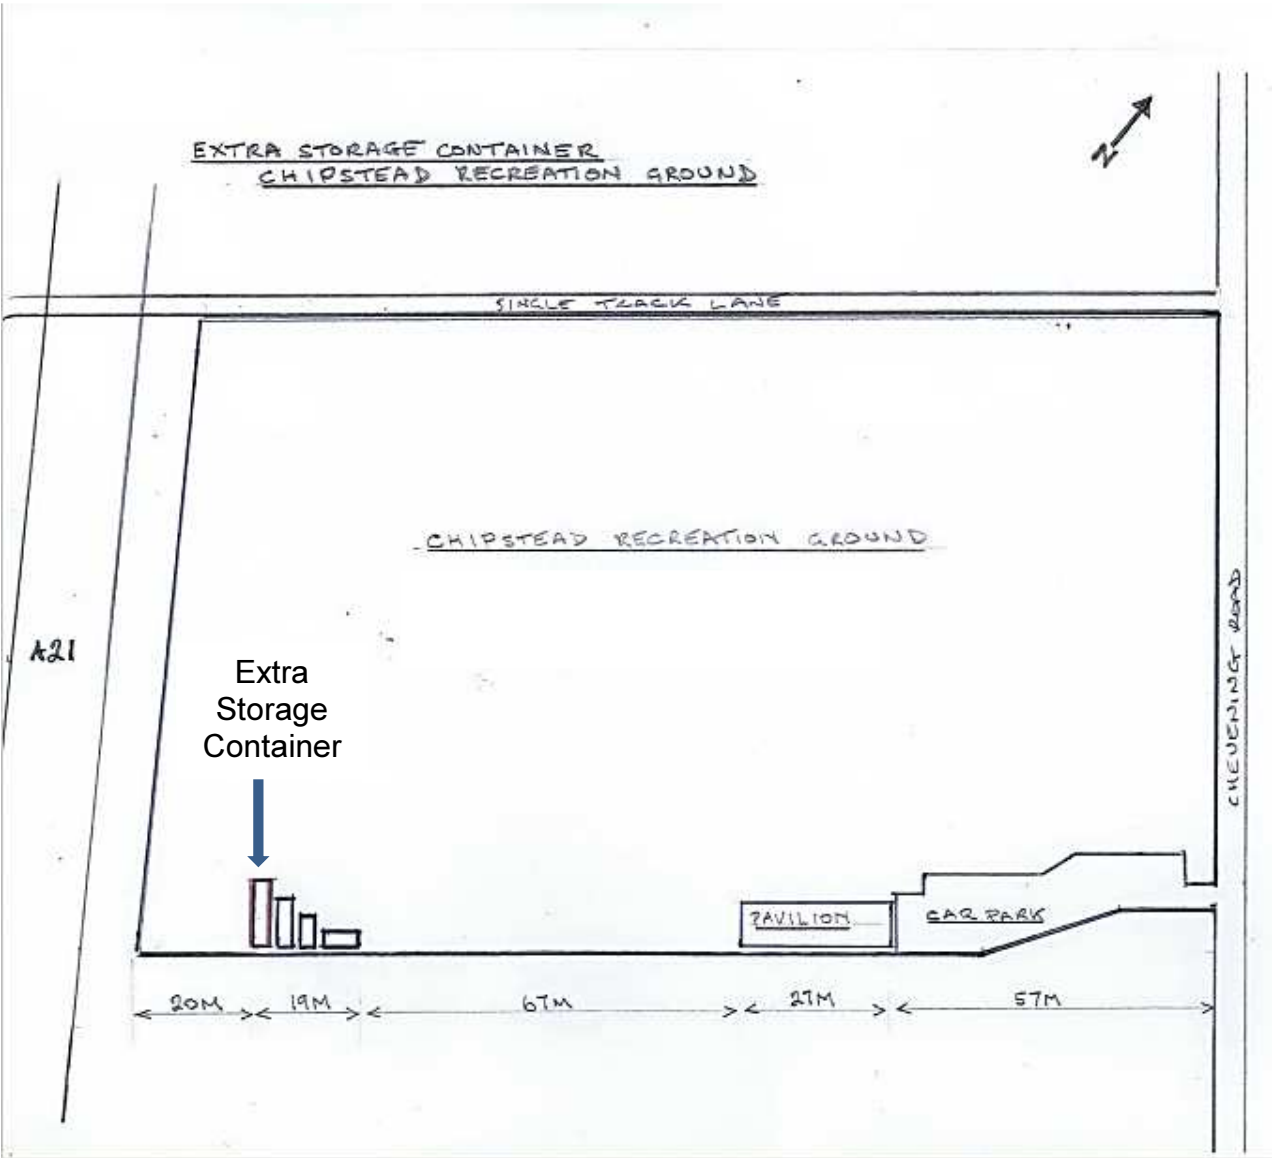 EXTRA STORAGE CONTAINER
CHIPSTEAD RECREATION GROUND
N
SINGLE TRACK LANE
CHIPSTEAD RECREATION GROUND
CHEVENING ROAD
A21
Extra
Storage
Container
PAVILION
CAR PARK
20M
19M
67M
27M
57M